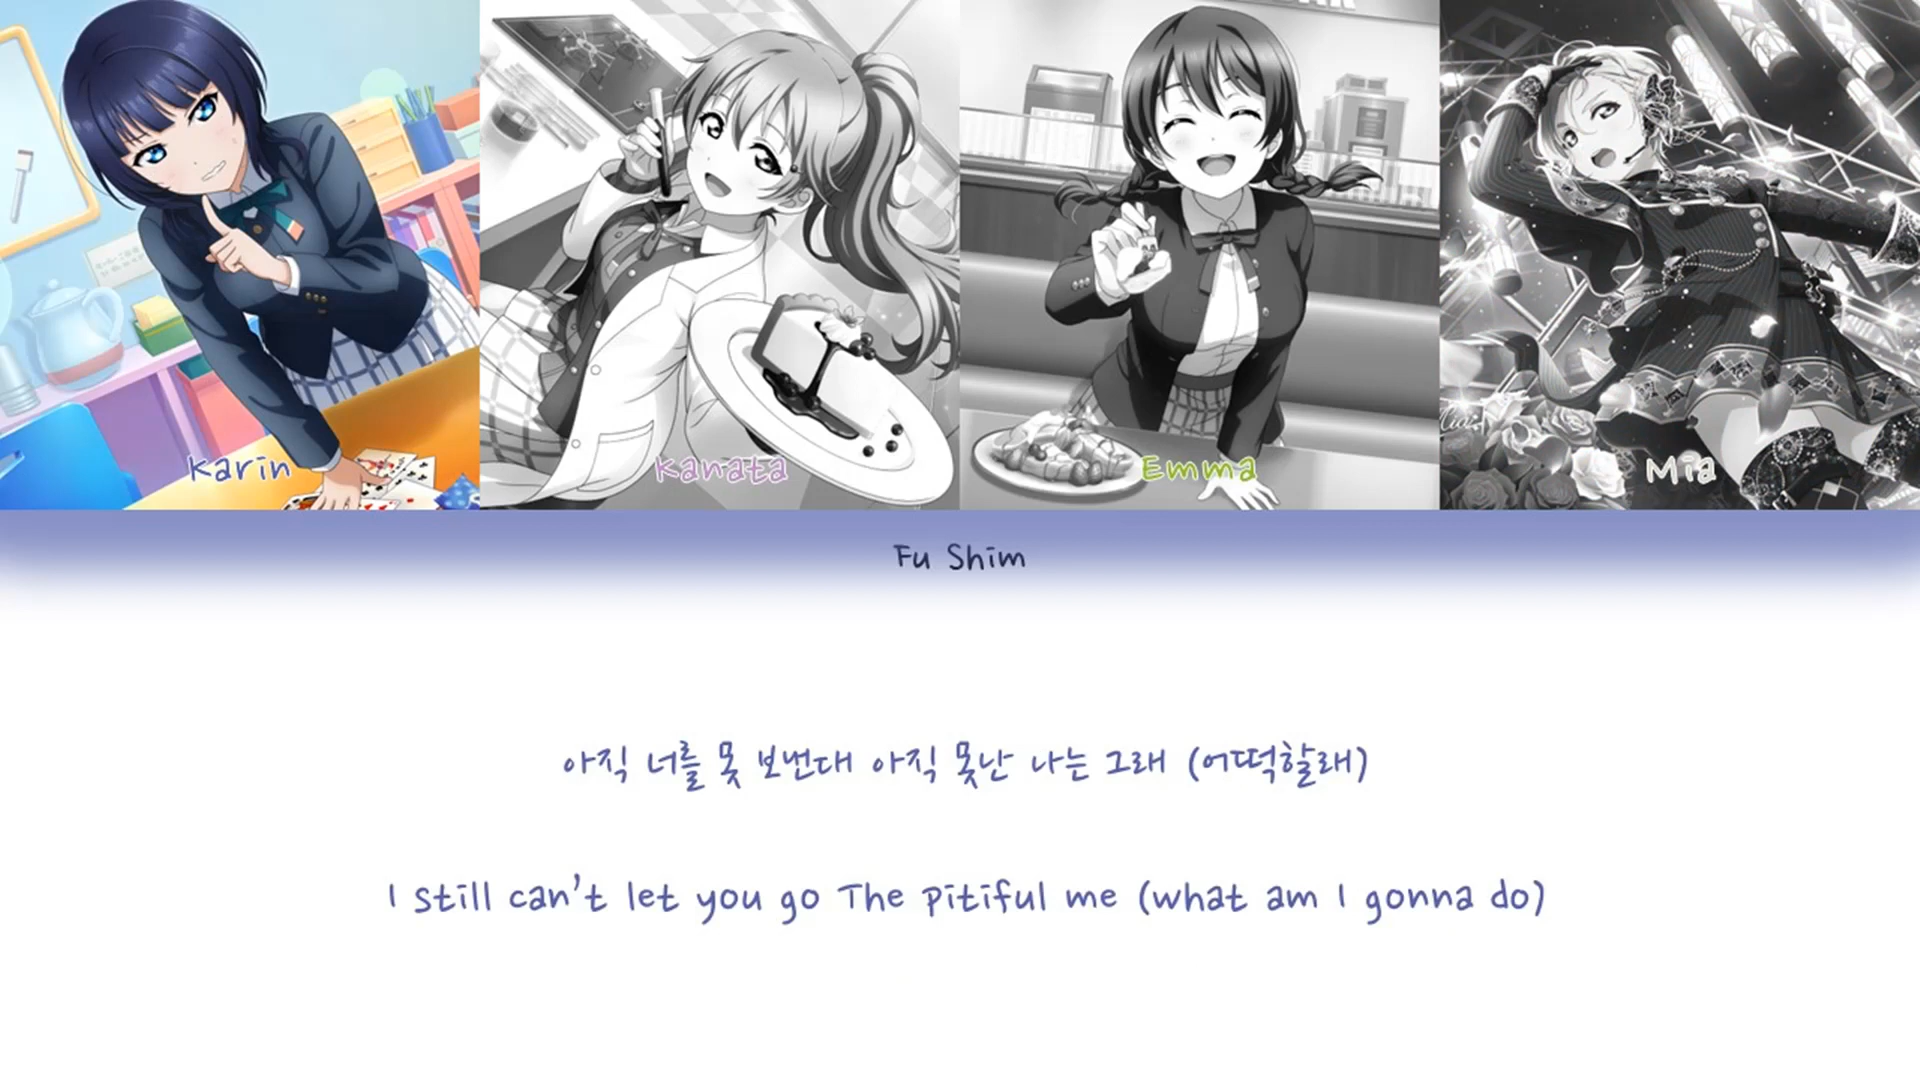 Karin
Kanata
Emma
Mia
Fu Shim
아직 너를 못 보낸대 아직 못난 나는 그래 (어떡할래)
I still can't let you go The pitiful me (what am I gonna do)